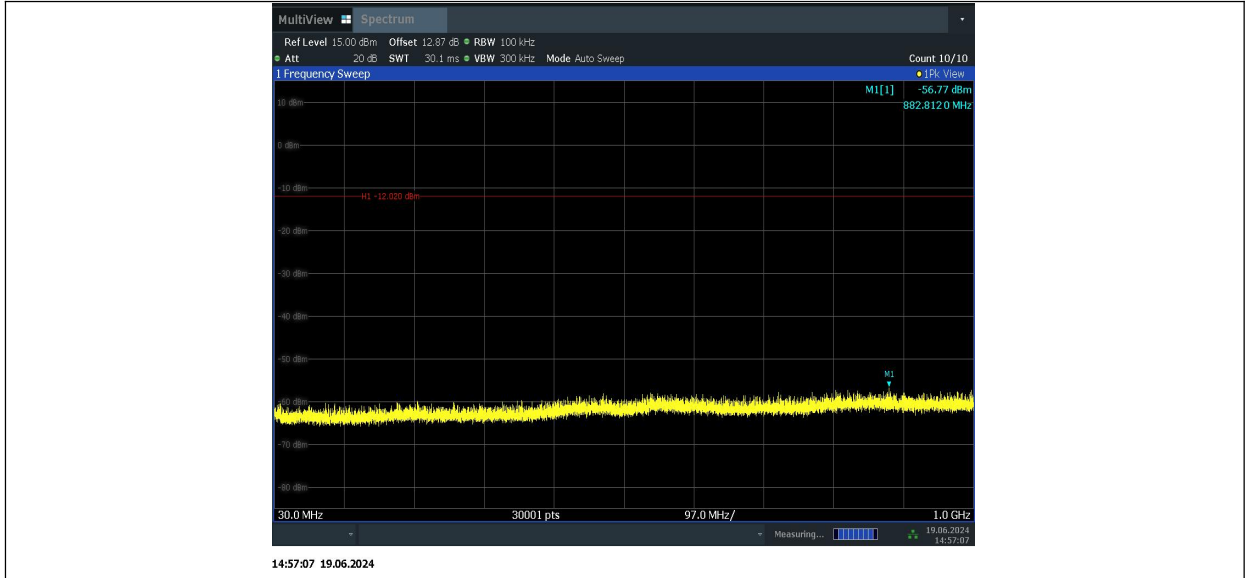 MultiView Spectrum
Ref Level 15.00 dBm Offset 12.87 dB RBW 100 kHz
Att 20 dB SWT 30.1 ms VBW 300 kHz Mode Auto Sweep Count 10/10
1 Frequency Sweep 1Pk View
M1[1] -56.77 dBm
882.812 0 MHz
10 dBm
0 dBm
-10 dBm
H1 -12.020 dBm
-20 dBm
-30 dBm
-40 dBm
-50 dBm
M1
-60 dBm
-70 dBm
-80 dBm
30.0 MHz 30001 pts 97.0 MHz/ 1.0 GHz
Measuring... 19.06.2024
14:57:07
14:57:07 19.06.2024